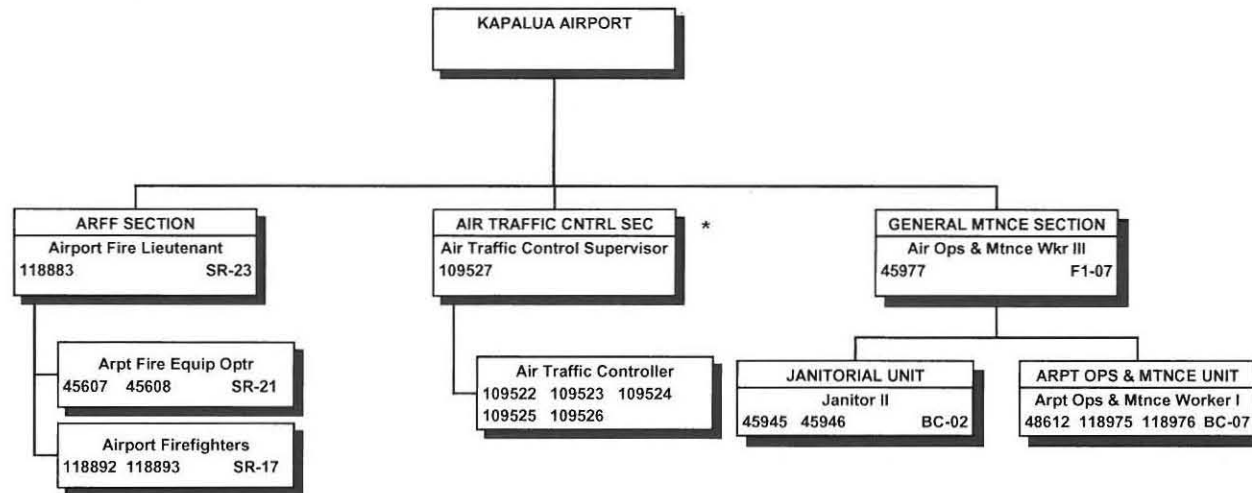 KAPALUA AIRPORT
ARFF SECTION
Airport Fire Lieutenant
118883 SR-23
Arpt Fire Equip Optr
45607 45608 SR-21
Airport Firefighters
118892 118893 SR-17
AIR TRAFFIC CNTRL SEC *
Air Traffic Control Supervisor
109527
Air Traffic Controller
109522 109523 109524
109525 109526
GENERAL MTNCE SECTION
Air Ops & Mtnce Wkr III
45977 F1-07
JANITORIAL UNIT
Janitor II
45945 45946 BC-02
ARPT OPS & MTNCE UNIT
Arpt Ops & Mtnce Worker I
48612 118975 118976 BC-07